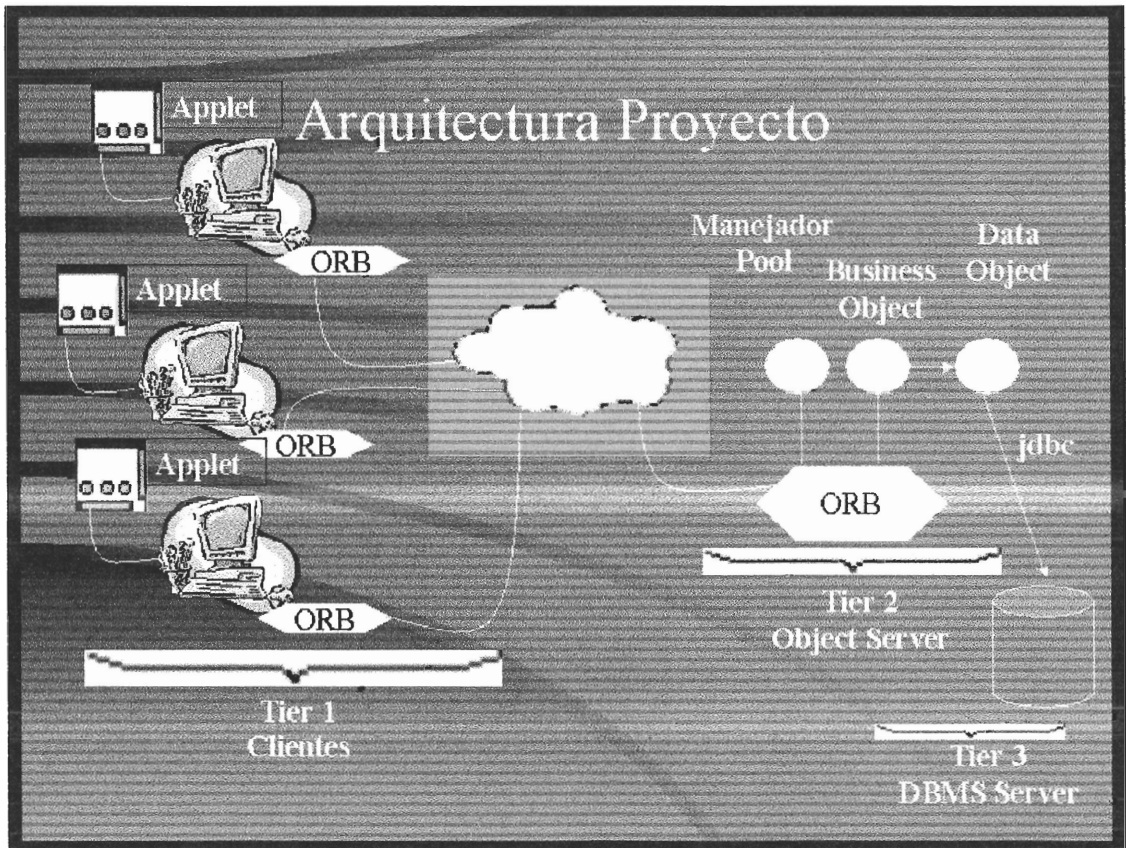 Arquitectura Proyecto
Applet
ORB
Applet
ORB
Applet
ORB
Tier 1
Clientes
Manejador
Pool
Business
Object
Data
Object
jdbc
ORB
Tier 2
Object Server
Tier 3
DBMS Server